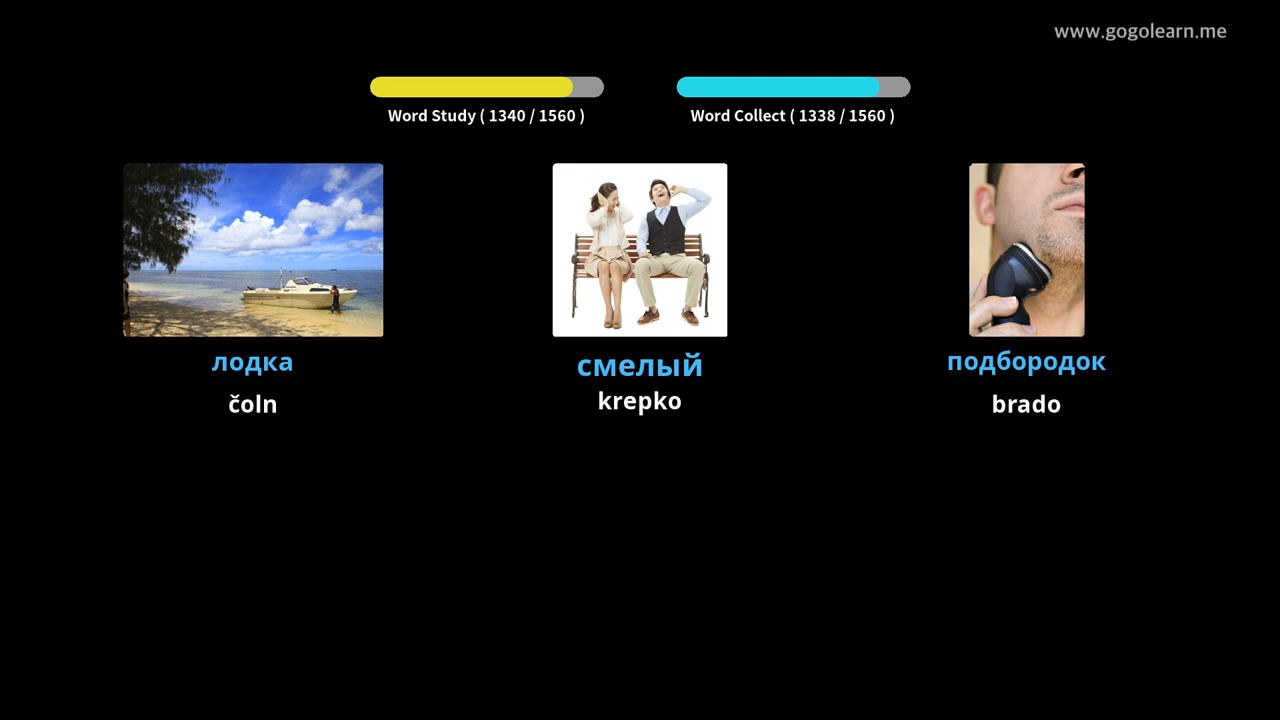 www.gogolearn.me
Word Study ( 1340 / 1560 )
Word Collect ( 1338 / 1560 )
лодка
čoln
смелый
krepko
подбородок
brado